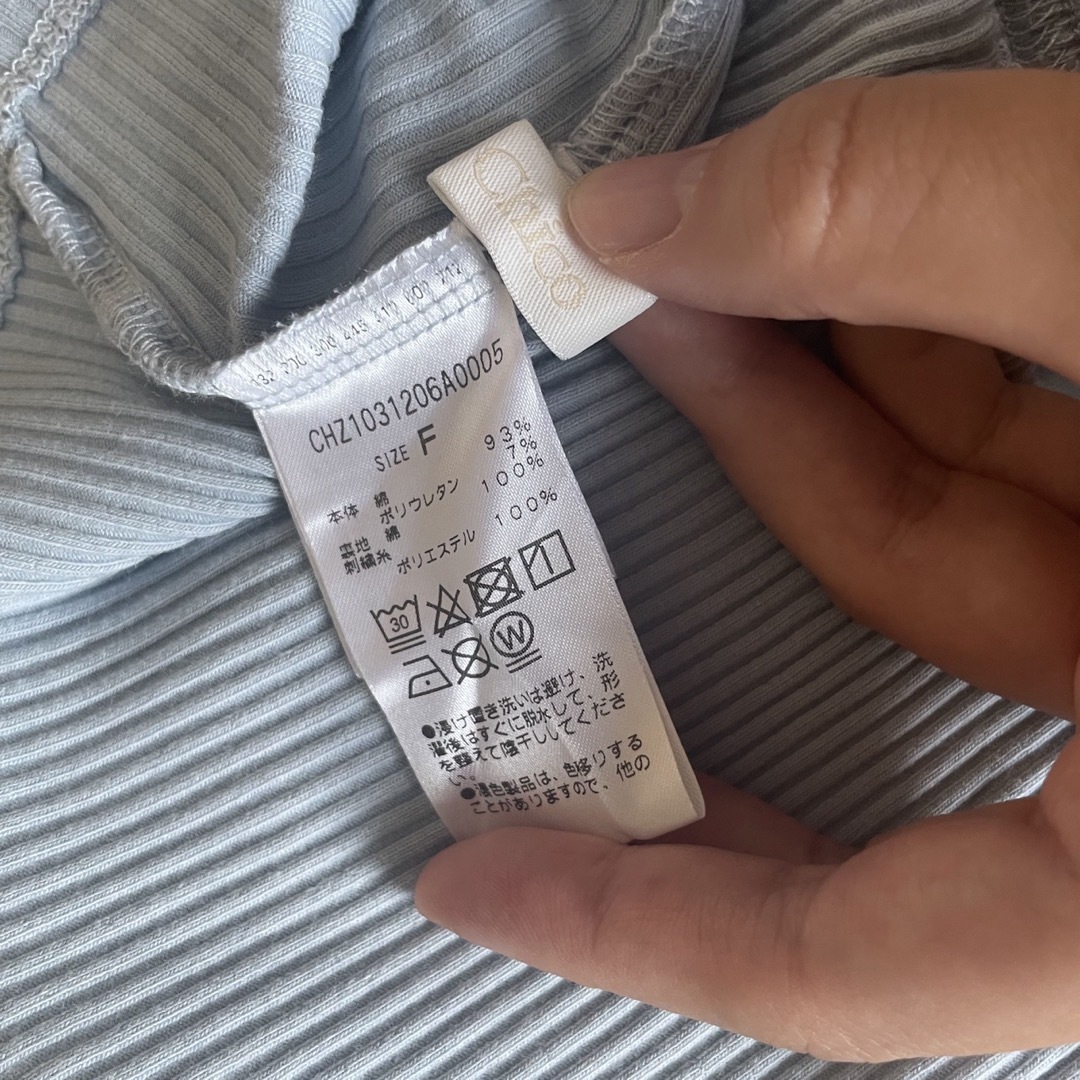 Chico
CHZ1031206A0005
SIZE F
本体 綿 93%
ポリウレタン 7%
綿 100%
刺繍糸 ポリエステル 100%
30
W
●浸け置き洗いは避け、洗
濯後はすぐに脱水して、形
を整えて陰干ししてくださ
い。
●濃色製品は、色移りする
ことがありますので、他の